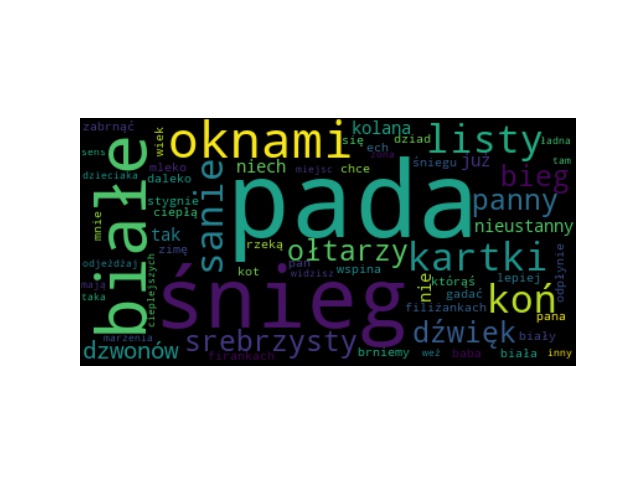 zabrnąć
wiek
oknami
kolana
się
ech
dziad
listy
ładna
sens
białe
mleko
daleko
sanie
niech
miejsc
chce
żona
śniegu
już
bieg
tam
dzieciaka
stygnie
ciepłą
pada
panny
mnie
tak
zimę
rzeką
ołtarzy
nieustanny
kartki
odpłynie
odjeżdżaj
cieplejszych
kot
pan
widzisz
wspina
nie
którąś
lepiej
mają
taka
śnieg
gadać
koń
filiżankach
pana
marzenia
srebrzysty
dźwięk
biały
dzwonów
firankach
brniemy
weź
baba
biała
inny